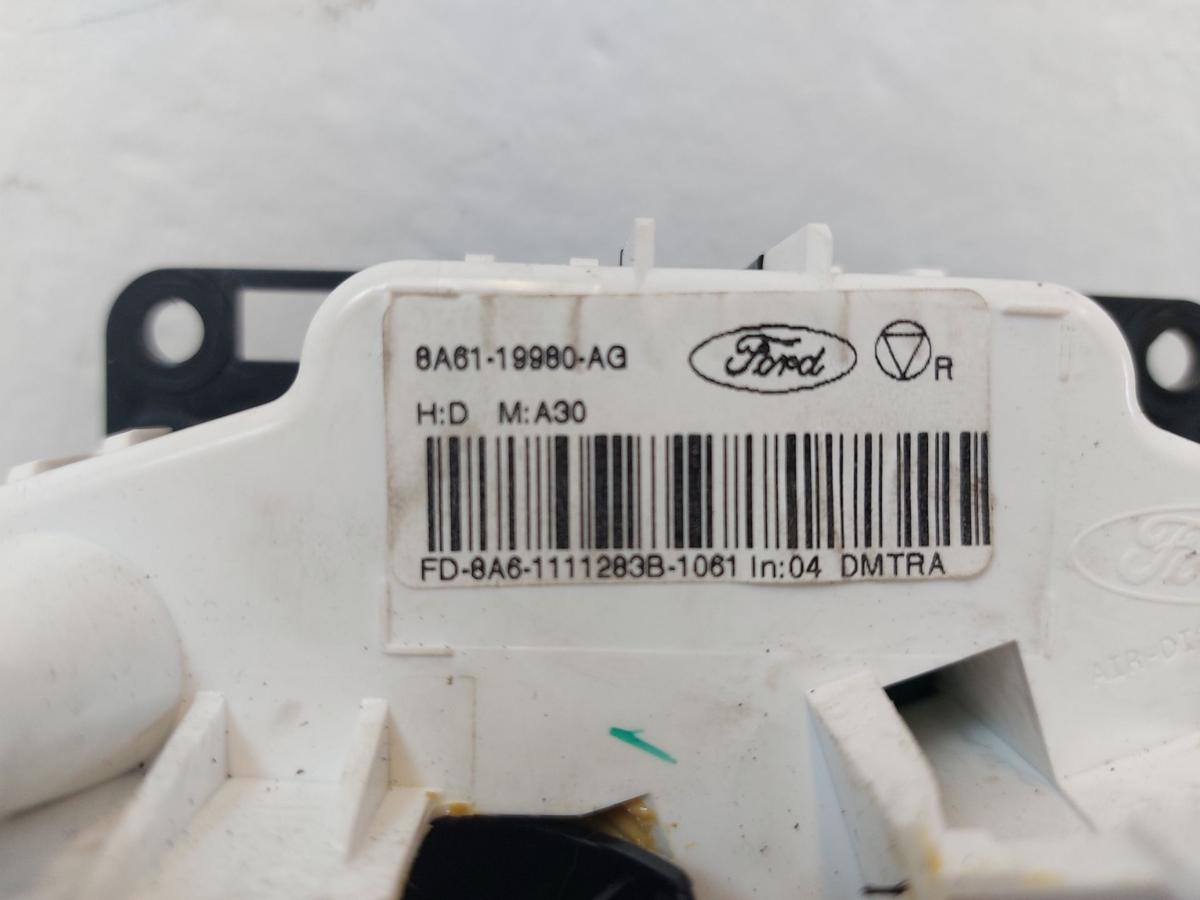 8A61-19980-AG
Ford
R
H:D M:A30
FD-8A6-1111283B-1061 In:04 DMTRA